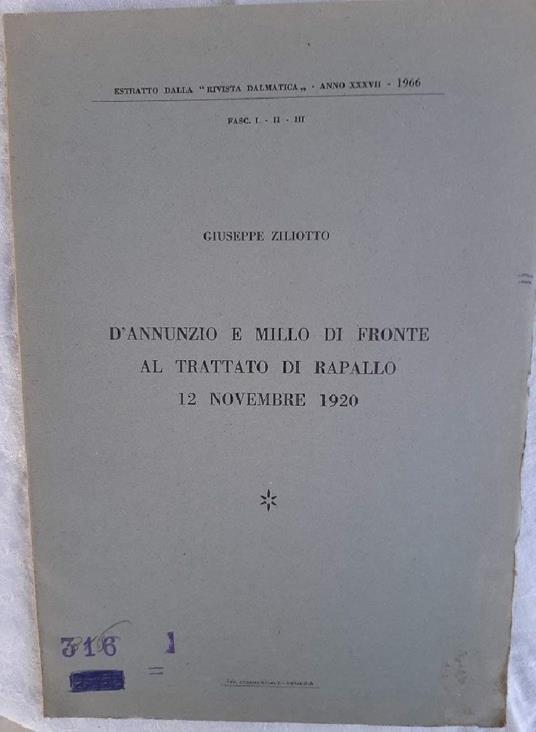 ESTRATTO DALLA "RIVISTA DALMATICA„ - ANNO XXXVII - 1966
FASC. I - II - III
GIUSEPPE ZILIOTTO
D'ANNUNZIO E MILLO DI FRONTE
AL TRATTATO DI RAPALLO
12 NOVEMBRE 1920
316